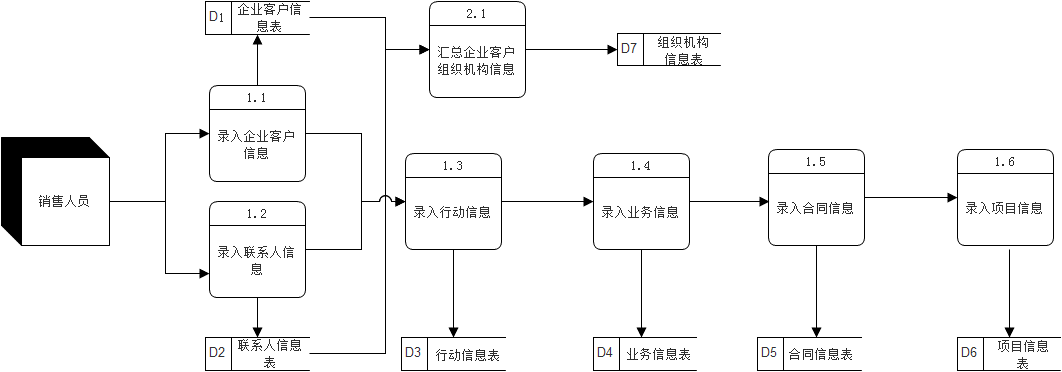 D1
企业客户信
息表
2.1
汇总企业客户
组织机构信息
D7
组织机构
信息表
1.1
录入企业客户
信息
销售人员
1.2
录入联系人信
息
1.3
录入行动信息
1.4
录入业务信息
1.5
录入合同信息
1.6
录入项目信息
D2
联系人信息
表
D3
行动信息表
D4
业务信息表
D5
合同信息表
D6
项目信息
表